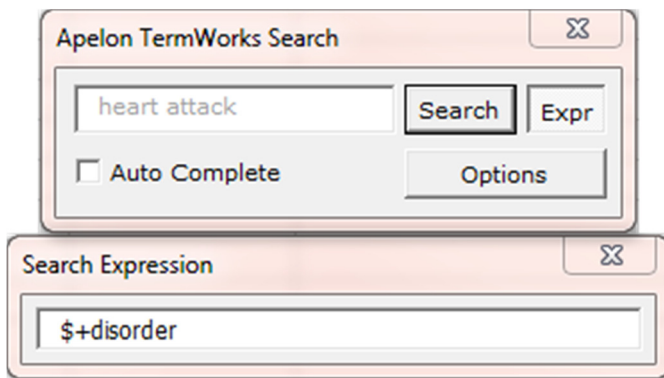 Apelon TermWorks Search
heart attack Search Expr
Auto Complete Options
Search Expression
$+disorder